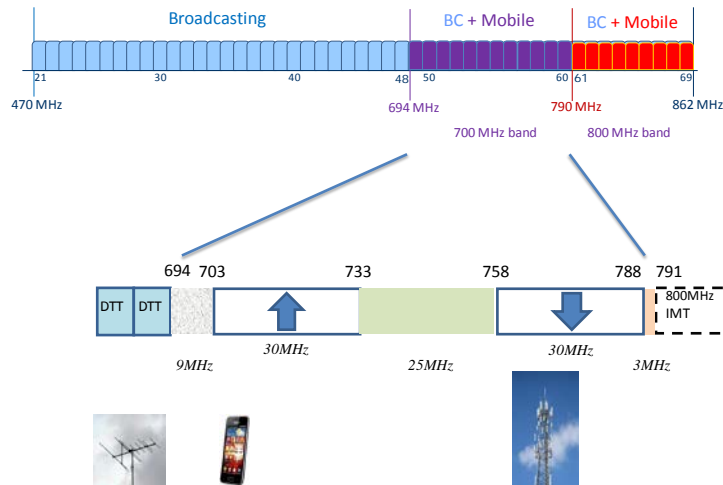 Broadcasting BC + Mobile BC + Mobile
21 30 40 48 50 60 61 69
470 MHz 694 MHz 790 MHz 862 MHz
700 MHz band 800 MHz band
694 703 733 758 788 791
DTT DTT 800MHz
IMT
30MHz 30MHz
9MHz 25MHz 3MHz